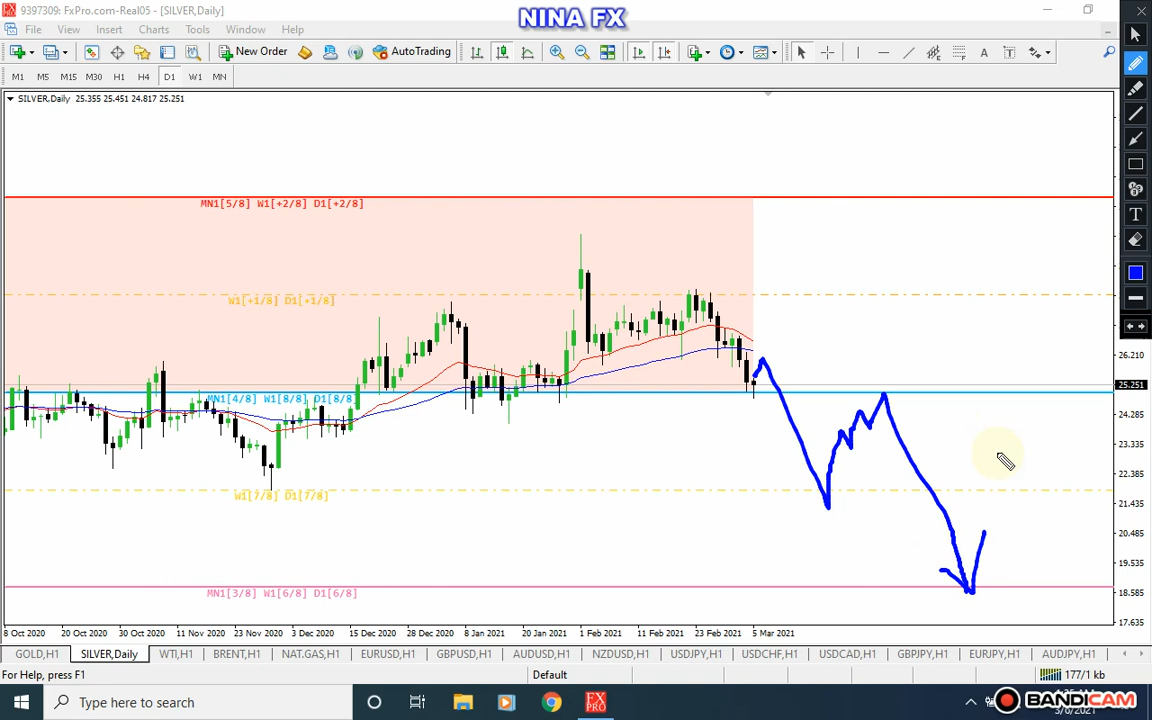 9397309: FxPro.com-Real05 - [SILVER,Daily]
NINA FX
File View Insert Charts Tools Window Help
New Order AutoTrading
M1 M5 M15 M30 H1 H4 D1 W1 MN
SILVER,Daily 25.355 25.451 24.817 25.251
MN1[5/8] W1[+2/8] D1[+2/8]
W1[+1/8] D1[+1/8]
26.210
25.251
MN1[4/8] W1[8/8] D1[8/8]
24.285
23.335
22.385
W1[7/8] D1[7/8]
21.435
20.485
19.535
MN1[3/8] W1[6/8] D1[6/8]
18.585
17.635
8 Oct 2020 20 Oct 2020 30 Oct 2020 11 Nov 2020 23 Nov 2020 3 Dec 2020 15 Dec 2020 28 Dec 2020 8 Jan 2021 20 Jan 2021 1 Feb 2021 11 Feb 2021 23 Feb 2021 5 Mar 2021
GOLD,H1 SILVER,Daily WTI,H1 BRENT,H1 NAT.GAS,H1 EURUSD,H1 GBPUSD,H1 AUDUSD,H1 NZDUSD,H1 USDJPY,H1 USDCHF,H1 USDCAD,H1 GBPJPY,H1 EURJPY,H1 AUDJPY,H1
For Help, press F1 Default 177/1 kb
Type here to search
BANDICAM